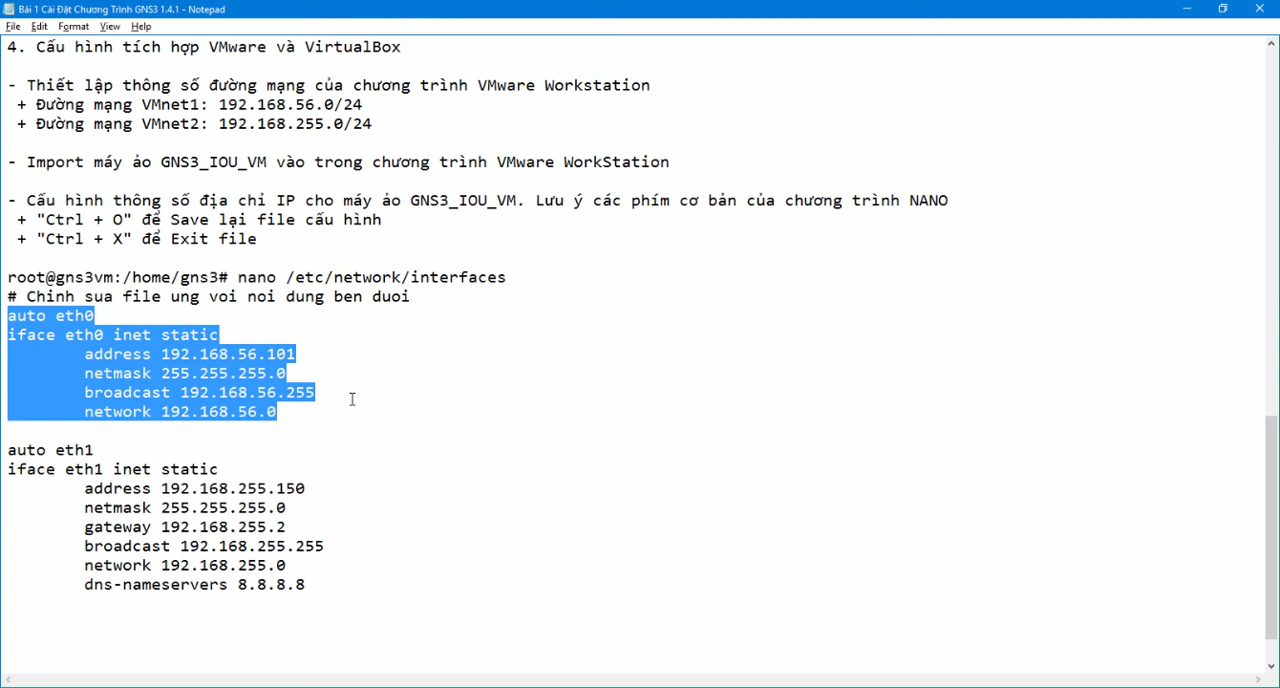 Bài 1 Cài Đặt Chương Trình GNS3 1.4.1 - Notepad
File Edit Format View Help
4. Cấu hình tích hợp VMware và VirtualBox
- Thiết lập thông số đường mạng của chương trình VMware Workstation
+ Đường mạng VMnet1: 192.168.56.0/24
+ Đường mạng VMnet2: 192.168.255.0/24
- Import máy ảo GNS3_IOU_VM vào trong chương trình VMware WorkStation
- Cấu hình thông số địa chỉ IP cho máy ảo GNS3_IOU_VM. Lưu ý các phím cơ bản của chương trình NANO
+ "Ctrl + O" để Save lại file cấu hình
+ "Ctrl + X" để Exit file
root@gns3vm:/home/gns3# nano /etc/network/interfaces
# Chinh sua file ung voi noi dung ben duoi
auto eth0
iface eth0 inet static
address 192.168.56.101
netmask 255.255.255.0
broadcast 192.168.56.255
network 192.168.56.0
auto eth1
iface eth1 inet static
address 192.168.255.150
netmask 255.255.255.0
gateway 192.168.255.2
broadcast 192.168.255.255
network 192.168.255.0
dns-nameservers 8.8.8.8